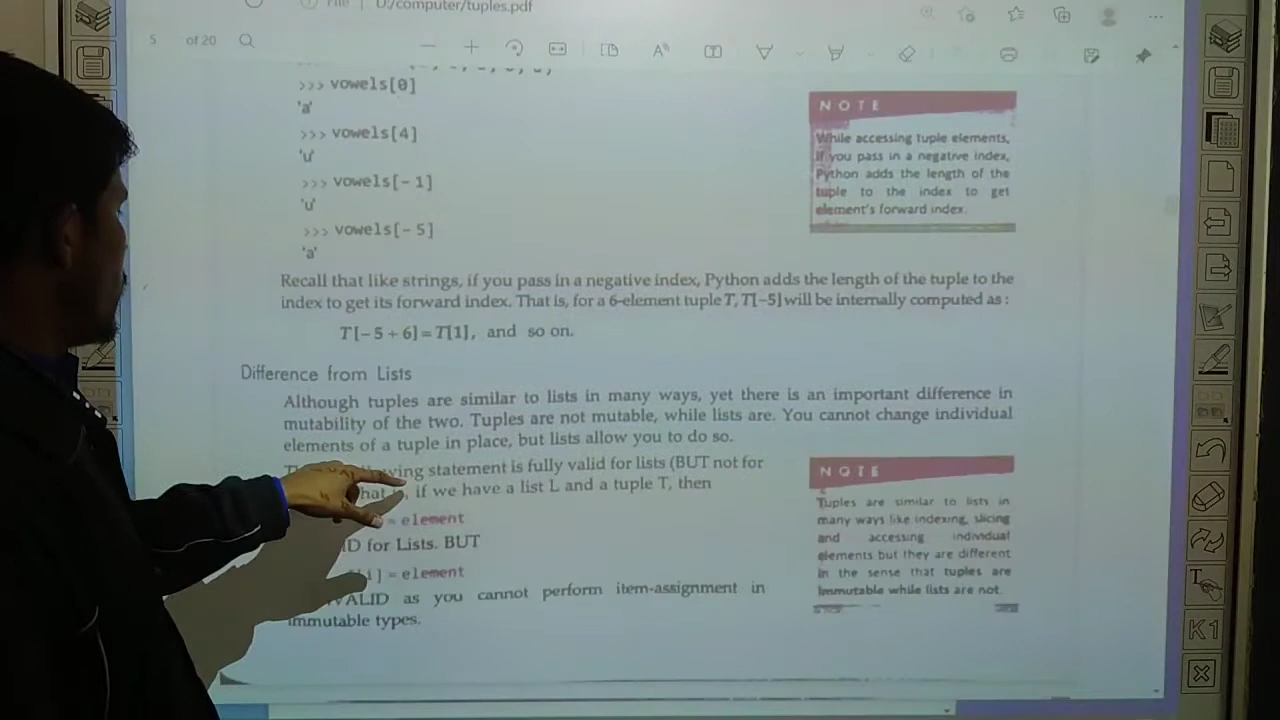 File | D:/computer/tuples.pdf
5 of 20
>>> vowels[0]
'a'
>>> vowels[4]
'u'
>>> vowels[-1]
'u'
>>> vowels[-5]
'a'
NOTE
While accessing tuple elements,
if you pass in a negative index,
Python adds the length of the
tuple to the index to get
element's forward index.
Recall that like strings, if you pass in a negative index, Python adds the length of the tuple to the
index to get its forward index. That is, for a 6-element tuple T, T[-5] will be internally computed as :
T[-5 + 6] = T[1], and so on.
Difference from Lists
Although tuples are similar to lists in many ways, yet there is an important difference in
mutability of the two. Tuples are not mutable, while lists are. You cannot change individual
elements of a tuple in place, but lists allow you to do so.
statement is fully valid for lists (BUT not for
if we have a list L and a tuple T, then
= element
for Lists. BUT
= element
as you cannot perform item-assignment in
immutable types.
NOTE
Tuples are similar to lists in
many ways like indexing, slicing
and accessing individual
elements but they are different
in the sense that tuples are
immutable while lists are not.
K1